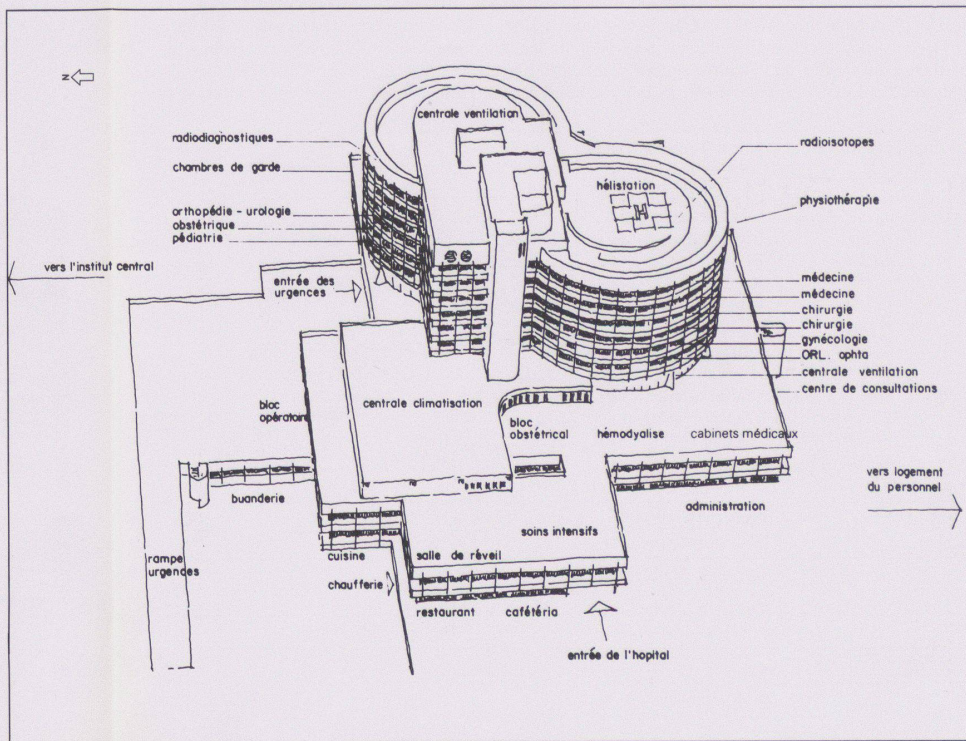 N
centrale ventilation
radiodiagnostiques
chambres de garde
orthopédie - urologie
obstétrique
pédiatrie
vers l'institut central
entrée des
urgences
radioisotopes
hélistation
H
physiothérapie
médecine
médecine
chirurgie
chirurgie
gynécologie
ORL. ophta
centrale ventilation
centre de consultations
bloc
opératoire
centrale climatisation
bloc
obstétrical
hémodyalise
cabinets médicaux
buanderie
vers logement
du personnel
administration
soins intensifs
rampe
urgences
cuisine
salle de réveil
chaufferie
restaurant
cafétéria
entrée de l'hopital